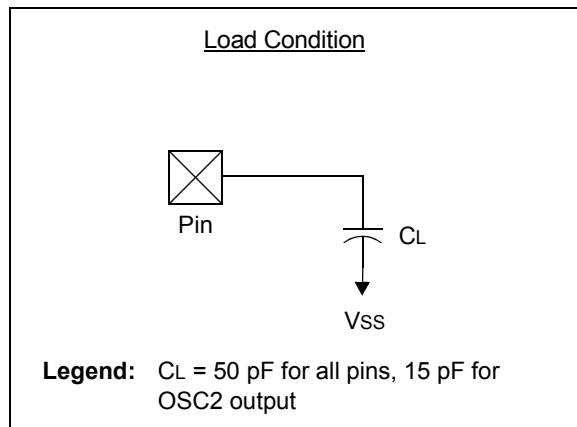 Load Condition
Pin
CL
VSS
Legend: CL = 50 pF for all pins, 15 pF for
OSC2 output